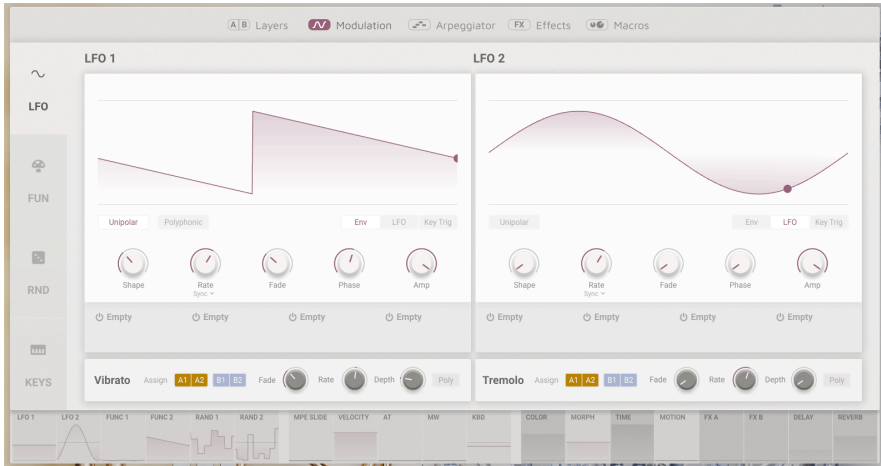 A B Layers Modulation Arpeggiator FX Effects Macros
LFO 1 LFO 2
LFO
FUN
RND
KEYS
Unipolar Polyphonic Env LFO Key Trig
Unipolar Env LFO Key Trig
Shape Rate Fade Phase Amp
Sync
Shape Rate Fade Phase Amp
Sync
Empty Empty Empty Empty
Empty Empty Empty Empty
Vibrato Assign A1 A2 B1 B2 Fade Rate Depth Poly
Tremolo Assign A1 A2 B1 B2 Fade Rate Depth Poly
LFO 1 LFO 2 FUNC 1 FUNC 2 RAND 1 RAND 2 MPE SLIDE VELOCITY AT MW KBD COLOR MORPH TIME MOTION FX A FX B DELAY REVERB